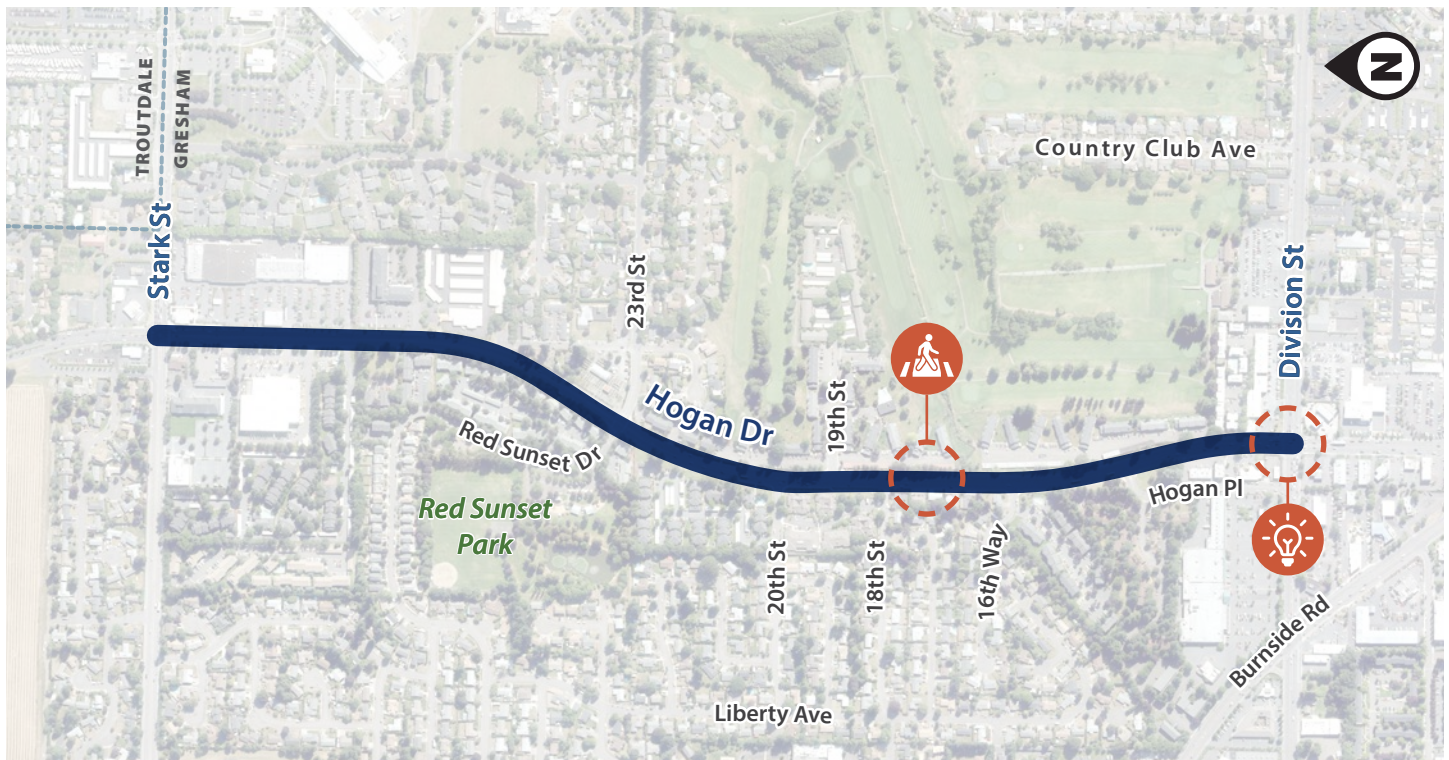 N
TROUTDALE
GRESHAM
Country Club Ave
Stark St
23rd St
Division St
19th St
Hogan Dr
Red Sunset Dr
Hogan Pl
Red Sunset
Park
20th St
18th St
16th Way
Burnside Rd
Liberty Ave